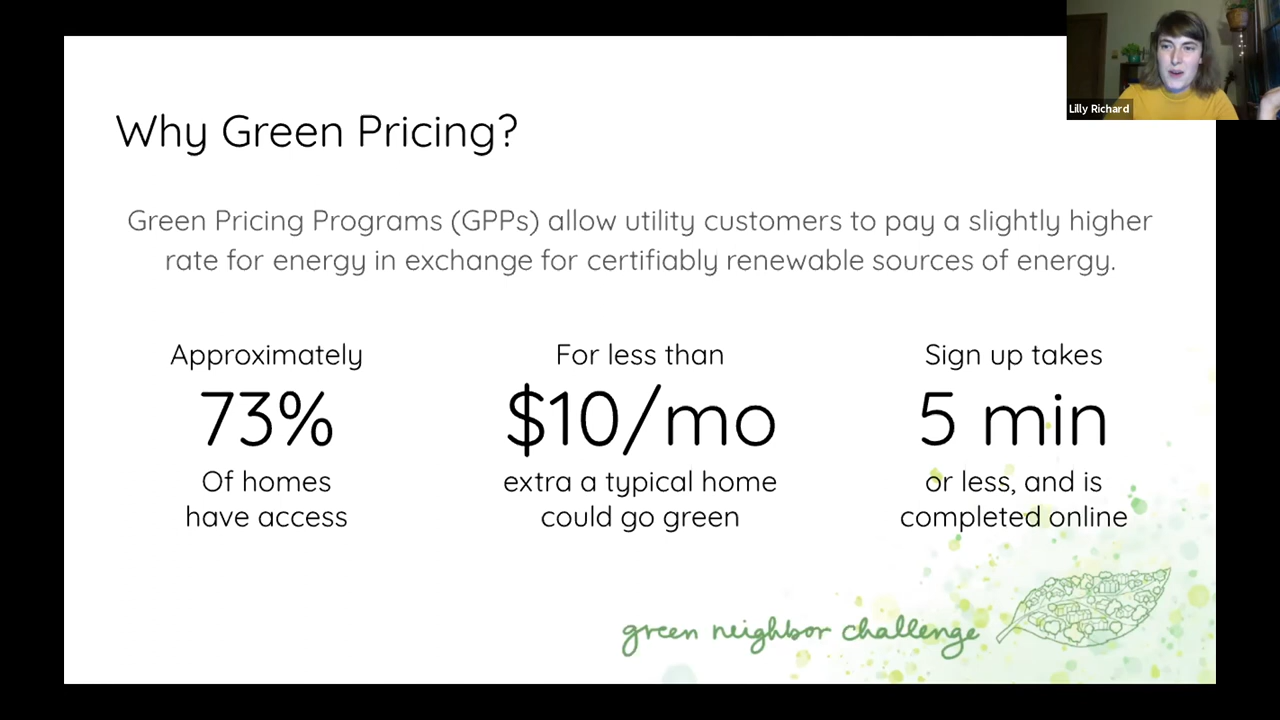 Lilly Richard
Why Green Pricing?
Green Pricing Programs (GPPs) allow utility customers to pay a slightly higher
rate for energy in exchange for certifiably renewable sources of energy.
Approximately
73%
Of homes
have access
For less than
$10/mo
extra a typical home
could go green
Sign up takes
5 min
or less, and is
completed online
green neighbor challenge